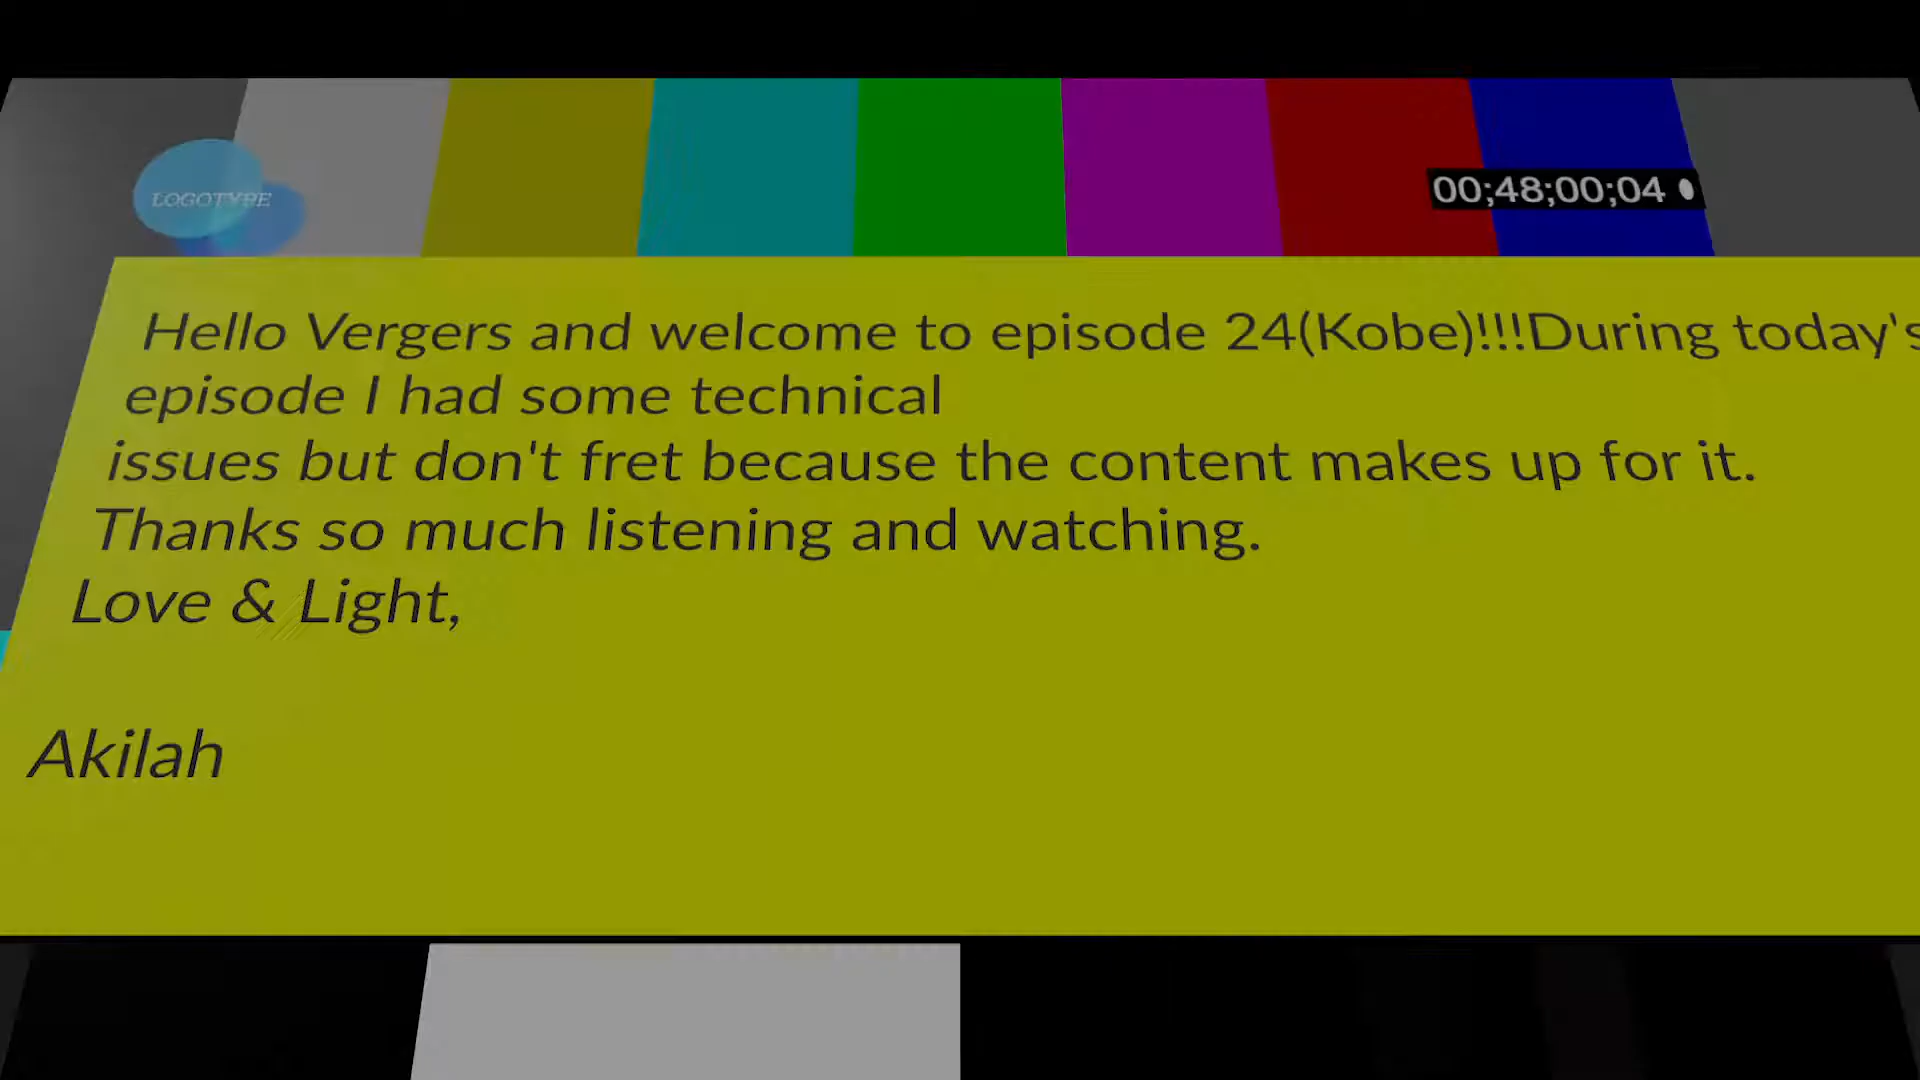 LOGOTYPE
00;48;00;04
Hello Vergers and welcome to episode 24(Kobe)!!!During today's
episode I had some technical
issues but don't fret because the content makes up for it.
Thanks so much listening and watching.
Love & Light,
Akilah